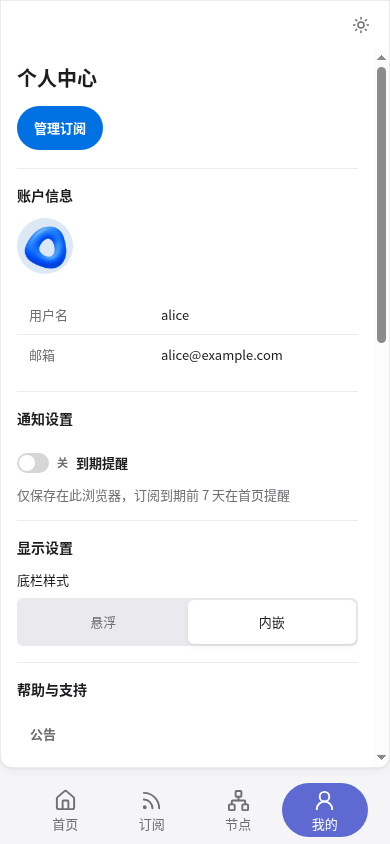 个人中心
管理订阅
账户信息
用户名 alice
邮箱 alice@example.com
通知设置
关 到期提醒
仅保存在此浏览器，订阅到期前 7 天在首页提醒
显示设置
底栏样式
悬浮 内嵌
帮助与支持
公告
首页 订阅 节点 我的